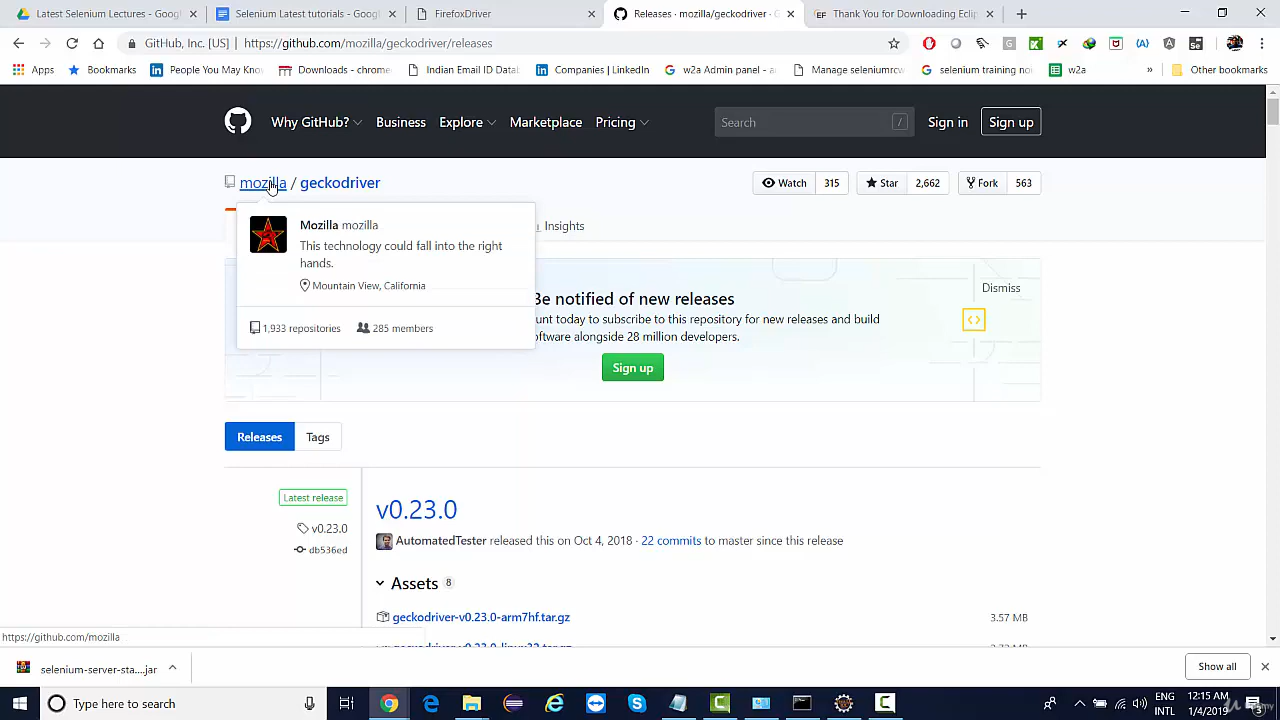 Latest Selenium Lectures - Googl
Selenium Latest tutorials - Googl
FirefoxDriver
Releases · mozilla/geckodriver · G
Thank You for Downloading Eclip
GitHub, Inc. [US] | https://github.com/mozilla/geckodriver/releases
Apps
Bookmarks
People You May Know
Downloads - chrome
Indian Email ID Datab
Companies | LinkedIn
w2a Admin panel - a
Manage seleniumrcw
selenium training no
w2a
»
Other bookmarks
Why GitHub?
Business
Explore
Marketplace
Pricing
Search
/
Sign in
Sign up
mozilla / geckodriver
Watch 315
Star 2,662
Fork 563
Mozilla mozilla
This technology could fall into the right
hands.
Mountain View, California
1,933 repositories
285 members
Insights
Dismiss
Be notified of new releases
unt today to subscribe to this repository for new releases and build
oftware alongside 28 million developers.
Sign up
Releases
Tags
Latest release
v0.23.0
db536ed
v0.23.0
AutomatedTester released this on Oct 4, 2018 · 22 commits to master since this release
Assets 8
geckodriver-v0.23.0-arm7hf.tar.gz
3.57 MB
https://github.com/mozilla
selenium-server-sta....jar
Show all
Type here to search
ENG
INTL
12:15 AM
1/4/2019